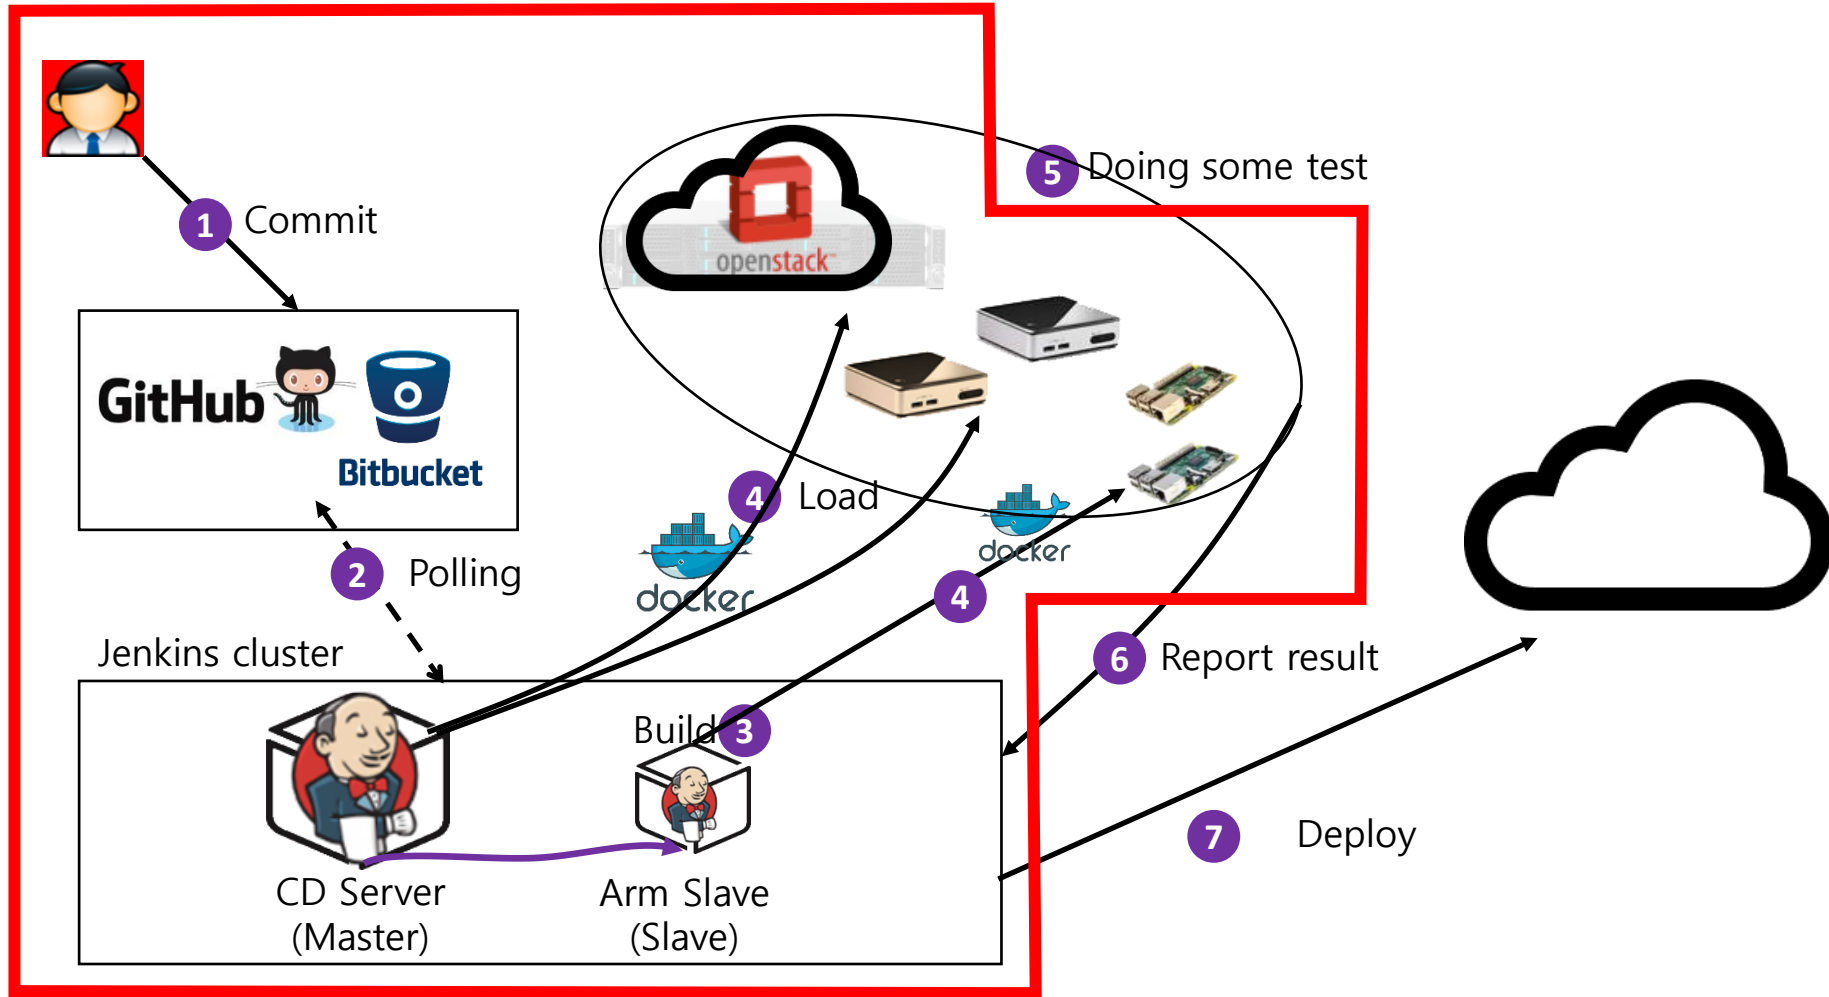 5 Doing some test
1 Commit
openstack™
GitHub
Bitbucket
4 Load
docker
docker
2 Polling
4
Jenkins cluster
6 Report result
Build 3
7 Deploy
CD Server
(Master)
Arm Slave
(Slave)